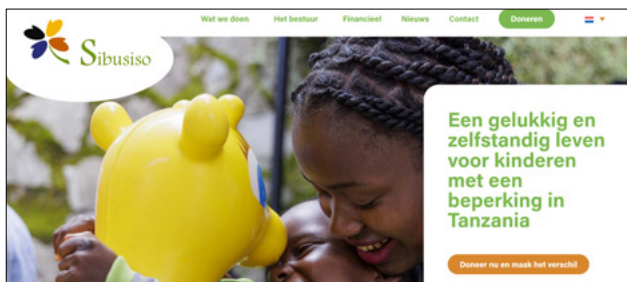 Wat we doen Het bestuur Financieel Nieuws Contact Doneren
Sibusiso
Een gelukkig en
zelfstandig leven
voor kinderen
met een
beperking in
Tanzania
Doneer nu en maak het verschil